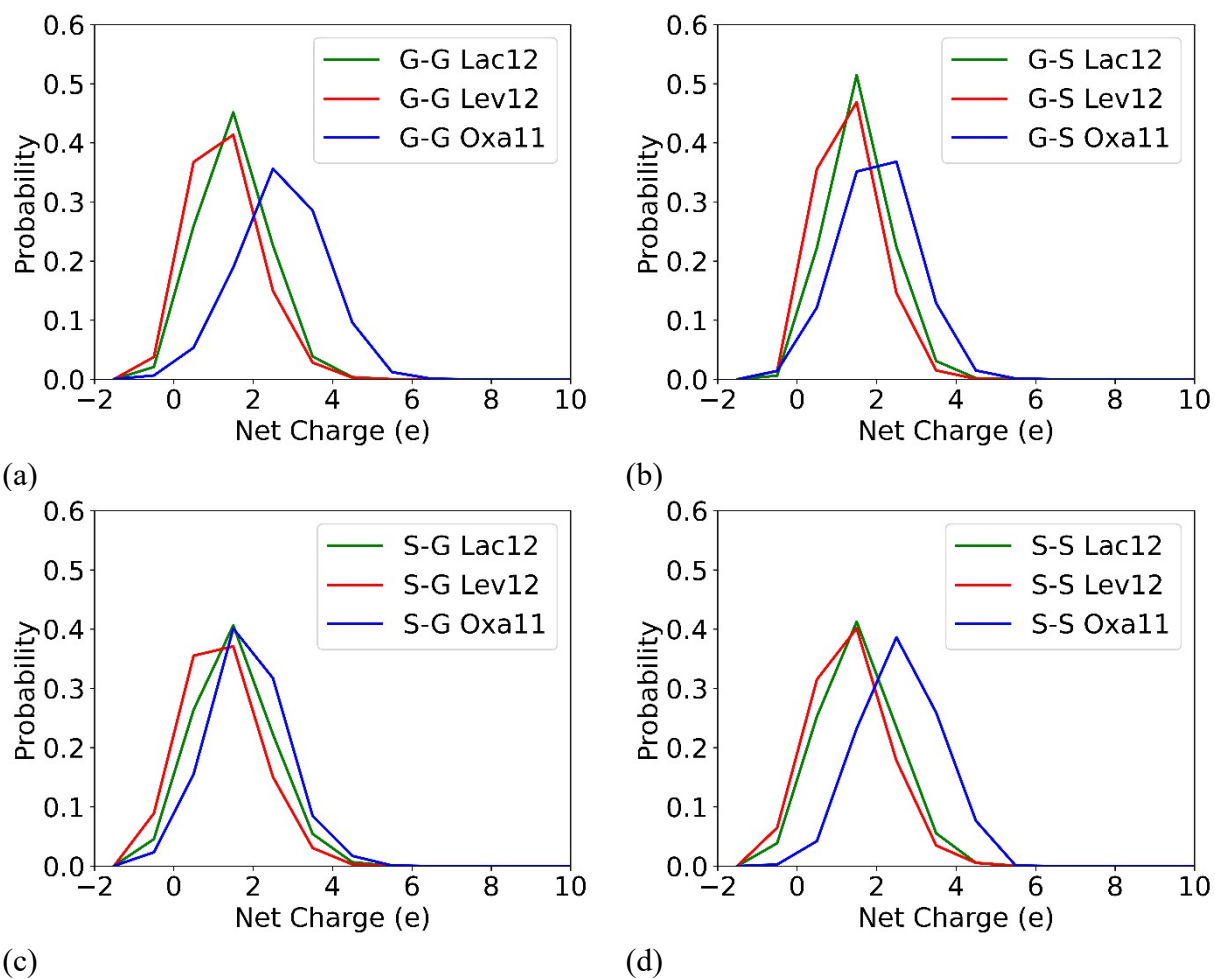 0.6
0.5
0.4
0.3
0.2
0.1
0.0
Probability
G-G Lac12
G-G Lev12
G-G Oxa11
−2 0 2 4 6 8 10
Net Charge (e)
(a)
0.6
0.5
0.4
0.3
0.2
0.1
0.0
Probability
G-S Lac12
G-S Lev12
G-S Oxa11
−2 0 2 4 6 8 10
Net Charge (e)
(b)
0.6
0.5
0.4
0.3
0.2
0.1
0.0
Probability
S-G Lac12
S-G Lev12
S-G Oxa11
−2 0 2 4 6 8 10
Net Charge (e)
(c)
0.6
0.5
0.4
0.3
0.2
0.1
0.0
Probability
S-S Lac12
S-S Lev12
S-S Oxa11
−2 0 2 4 6 8 10
Net Charge (e)
(d)